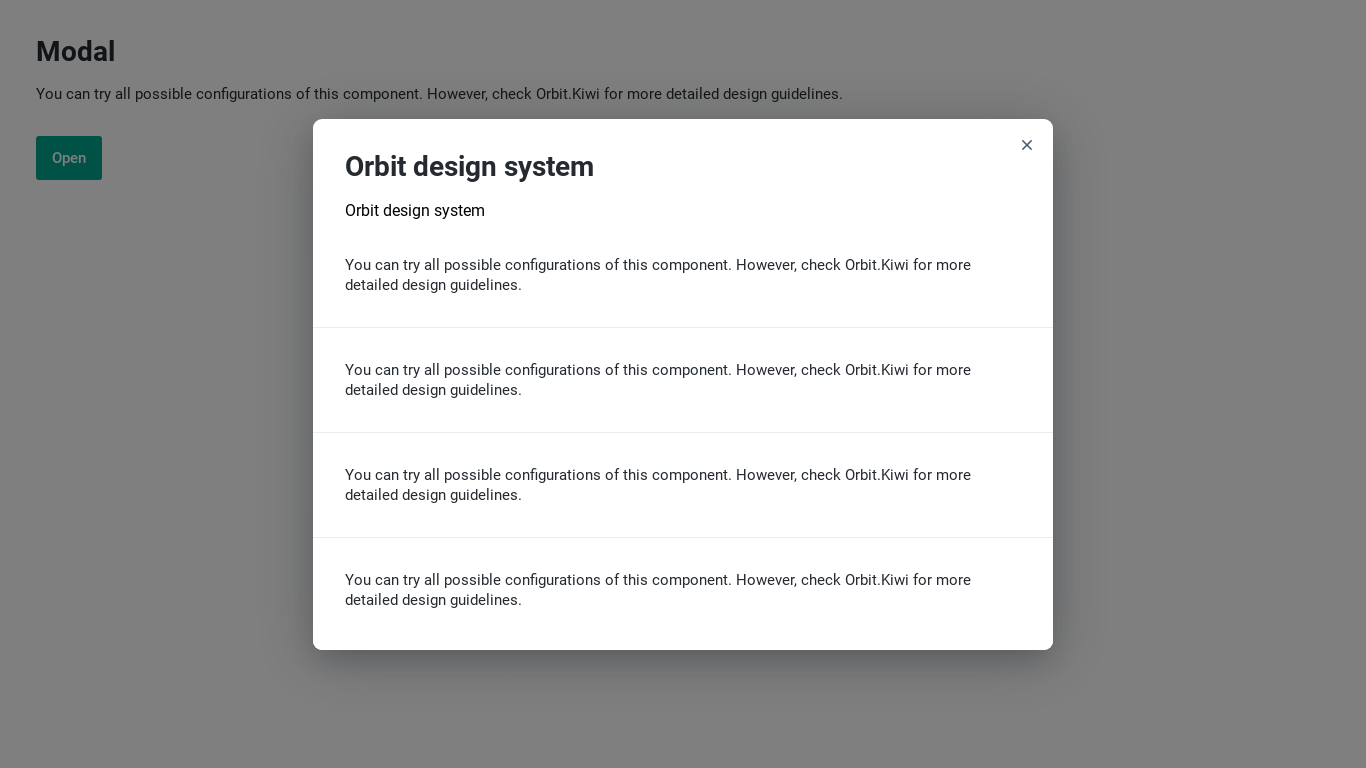 Modal
You can try all possible configurations of this component. However, check Orbit.Kiwi for more detailed design guidelines.
Open
Orbit design system
Orbit design system
You can try all possible configurations of this component. However, check Orbit.Kiwi for more
detailed design guidelines.
You can try all possible configurations of this component. However, check Orbit.Kiwi for more
detailed design guidelines.
You can try all possible configurations of this component. However, check Orbit.Kiwi for more
detailed design guidelines.
You can try all possible configurations of this component. However, check Orbit.Kiwi for more
detailed design guidelines.